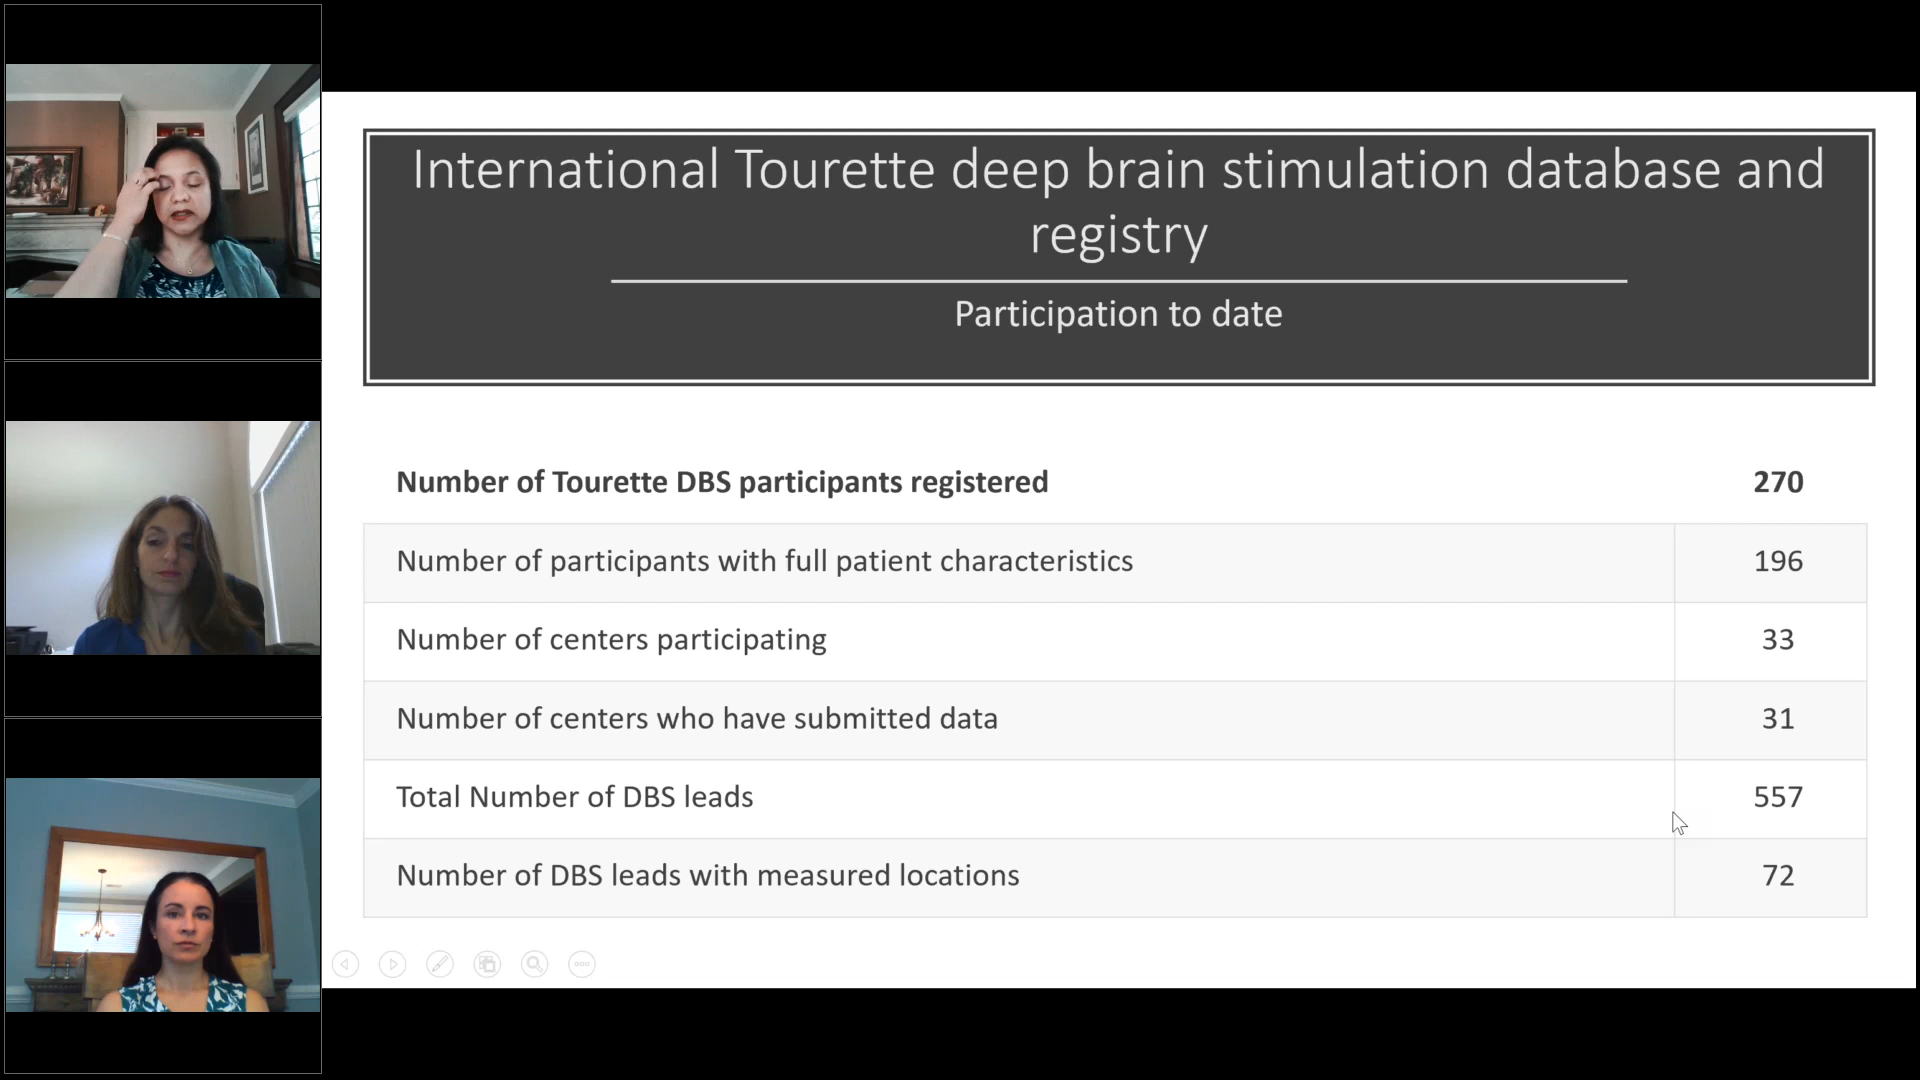 International Tourette deep brain stimulation database and
registry
Participation to date
Number of Tourette DBS participants registered 270
Number of participants with full patient characteristics 196
Number of centers participating 33
Number of centers who have submitted data 31
Total Number of DBS leads 557
Number of DBS leads with measured locations 72